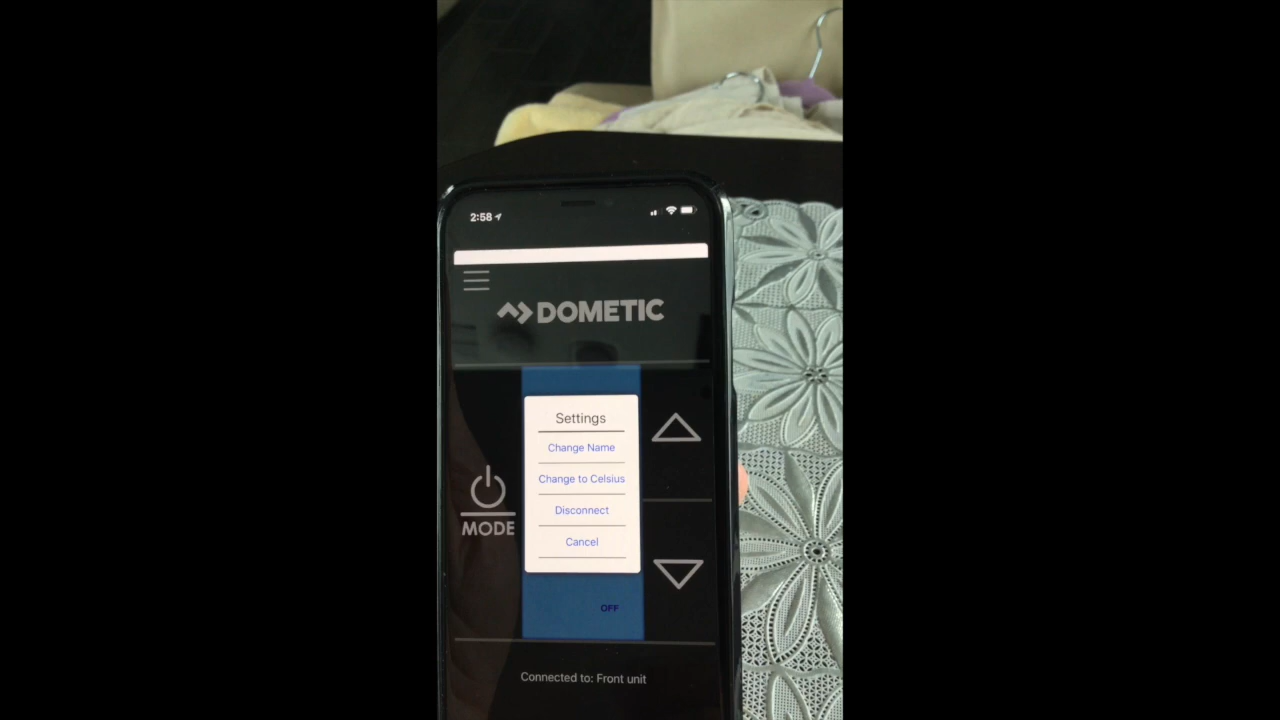 2:58
DOMETIC
Settings
Change Name
Change to Celsius
Disconnect
Cancel
MODE
OFF
Connected to: Front unit